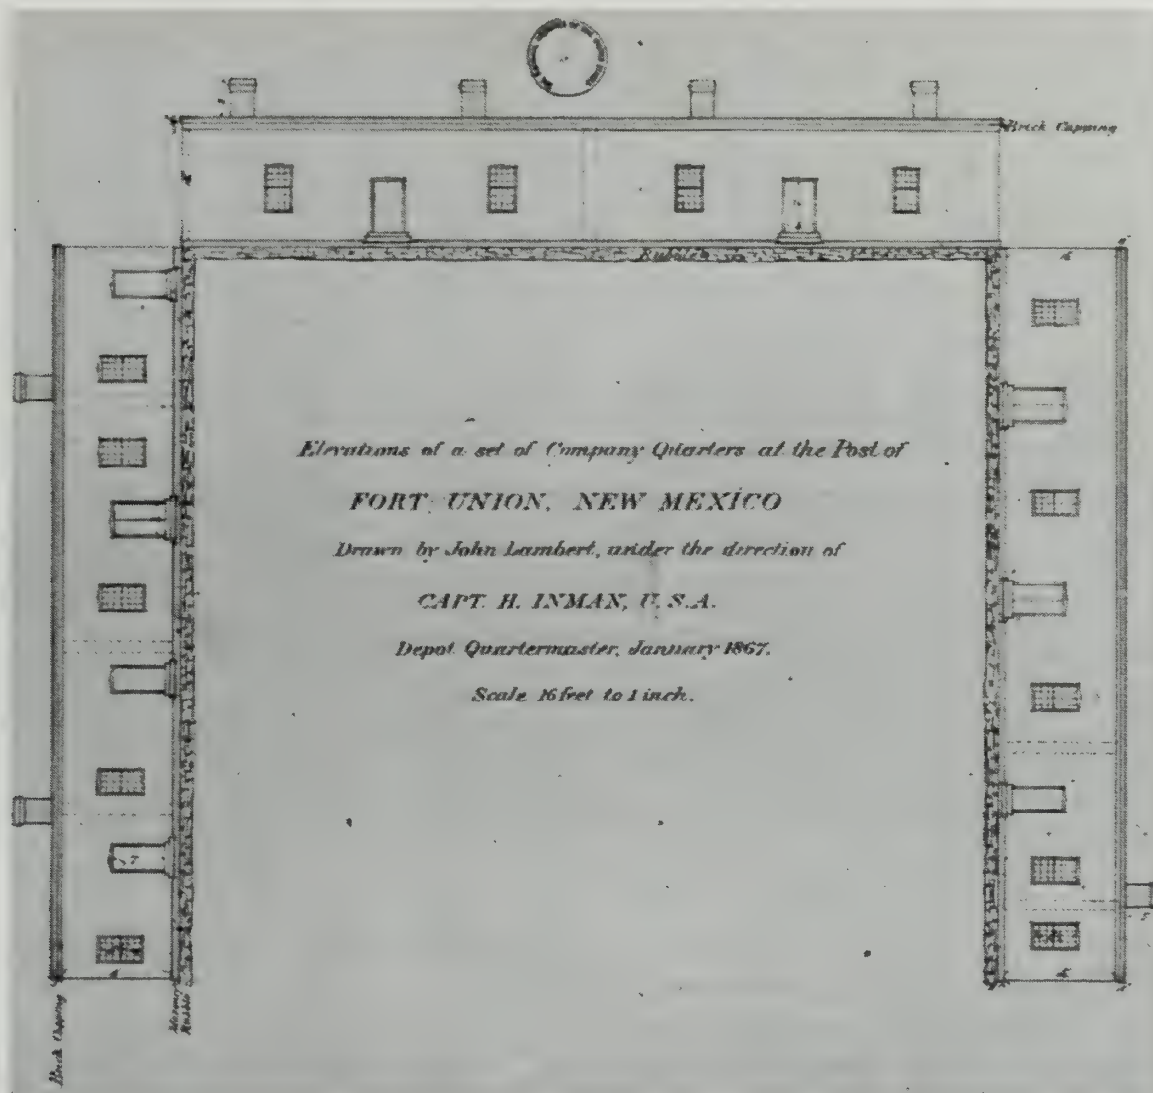 Brick Capping
Rubble
Elevations of a set of Company Quarters at the Post of
FORT UNION, NEW MEXICO
Drawn by John Lambert, under the direction of
CAPT. H. INMAN, U.S.A.
Depot Quartermaster, January 1867.
Scale 16 feet to 1 inch.
Brick Capping